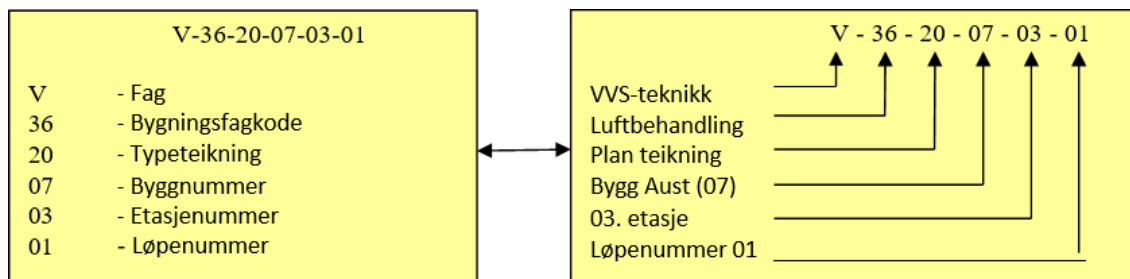 V-36-20-07-03-01
V - Fag
36 - Bygningsfagkode
20 - Typeteikning
07 - Byggnummer
03 - Etasjenummer
01 - Løpenummer
V - 36 - 20 - 07 - 03 - 01
VVS-teknikk
Luftbehandling
Plan teikning
Bygg Aust (07)
03. etasje
Løpenummer 01